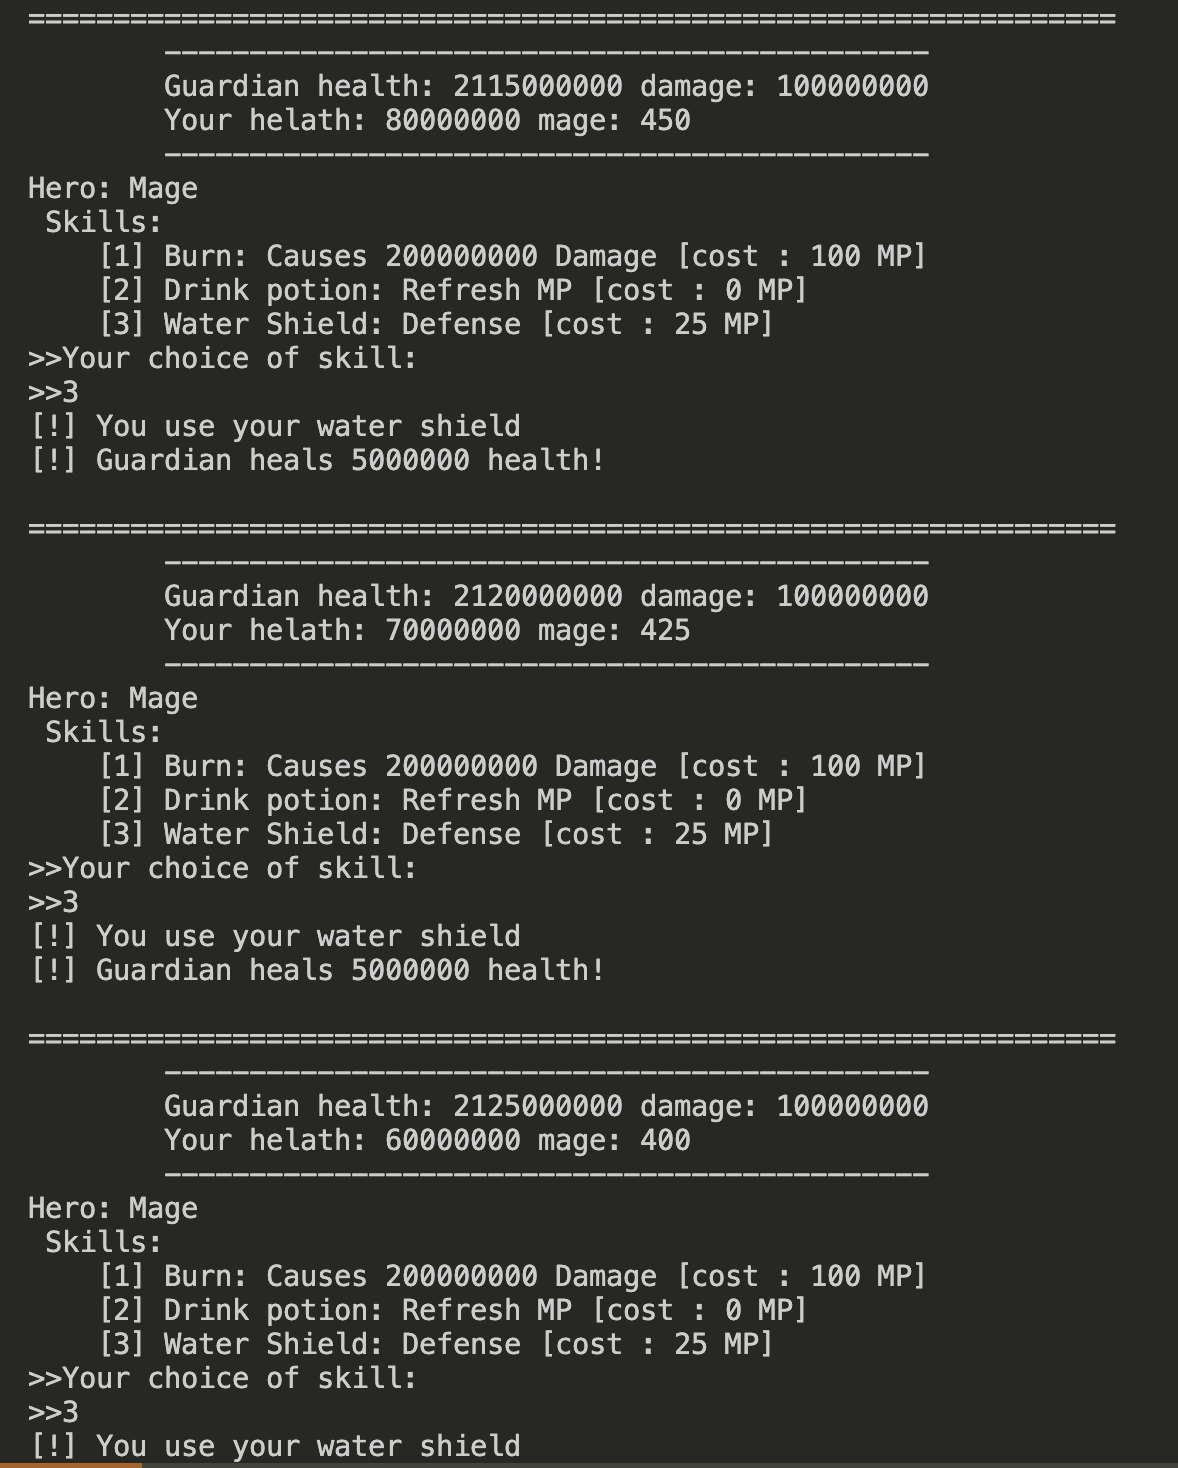 ================================================================
---------------------------------------------
Guardian health: 2115000000 damage: 100000000
Your helath: 80000000 mage: 450
---------------------------------------------
Hero: Mage
Skills:
[1] Burn: Causes 200000000 Damage [cost : 100 MP]
[2] Drink potion: Refresh MP [cost : 0 MP]
[3] Water Shield: Defense [cost : 25 MP]
>>Your choice of skill:
>>3
[!] You use your water shield
[!] Guardian heals 5000000 health!
================================================================
---------------------------------------------
Guardian health: 2120000000 damage: 100000000
Your helath: 70000000 mage: 425
---------------------------------------------
Hero: Mage
Skills:
[1] Burn: Causes 200000000 Damage [cost : 100 MP]
[2] Drink potion: Refresh MP [cost : 0 MP]
[3] Water Shield: Defense [cost : 25 MP]
>>Your choice of skill:
>>3
[!] You use your water shield
[!] Guardian heals 5000000 health!
================================================================
---------------------------------------------
Guardian health: 2125000000 damage: 100000000
Your helath: 60000000 mage: 400
---------------------------------------------
Hero: Mage
Skills:
[1] Burn: Causes 200000000 Damage [cost : 100 MP]
[2] Drink potion: Refresh MP [cost : 0 MP]
[3] Water Shield: Defense [cost : 25 MP]
>>Your choice of skill:
>>3
[!] You use your water shield